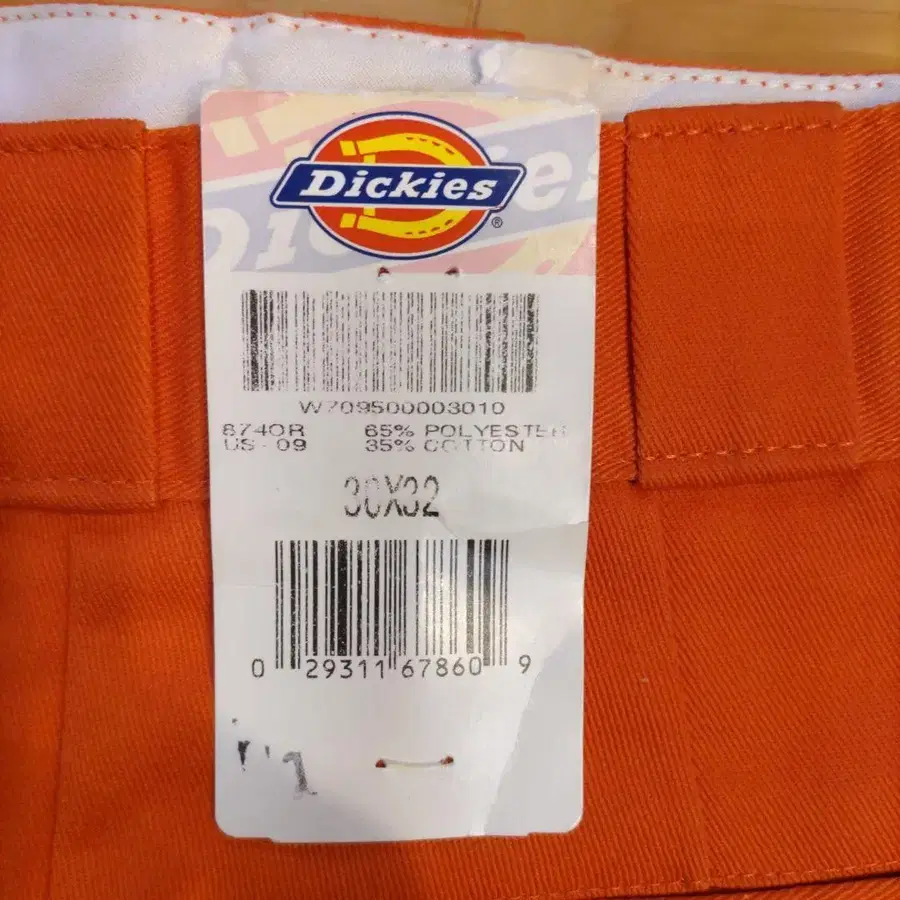 Dickies
®
W709500003010
874OR 65% POLYESTER
US - 09 35% COTTON
30X32
0 29311 67860 9